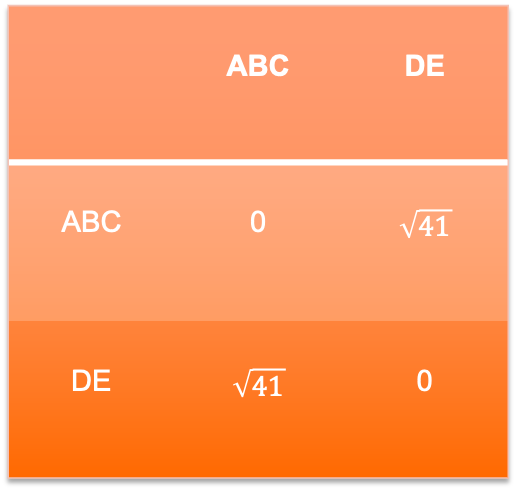 ABC DE
ABC 0 √41
DE √41 0